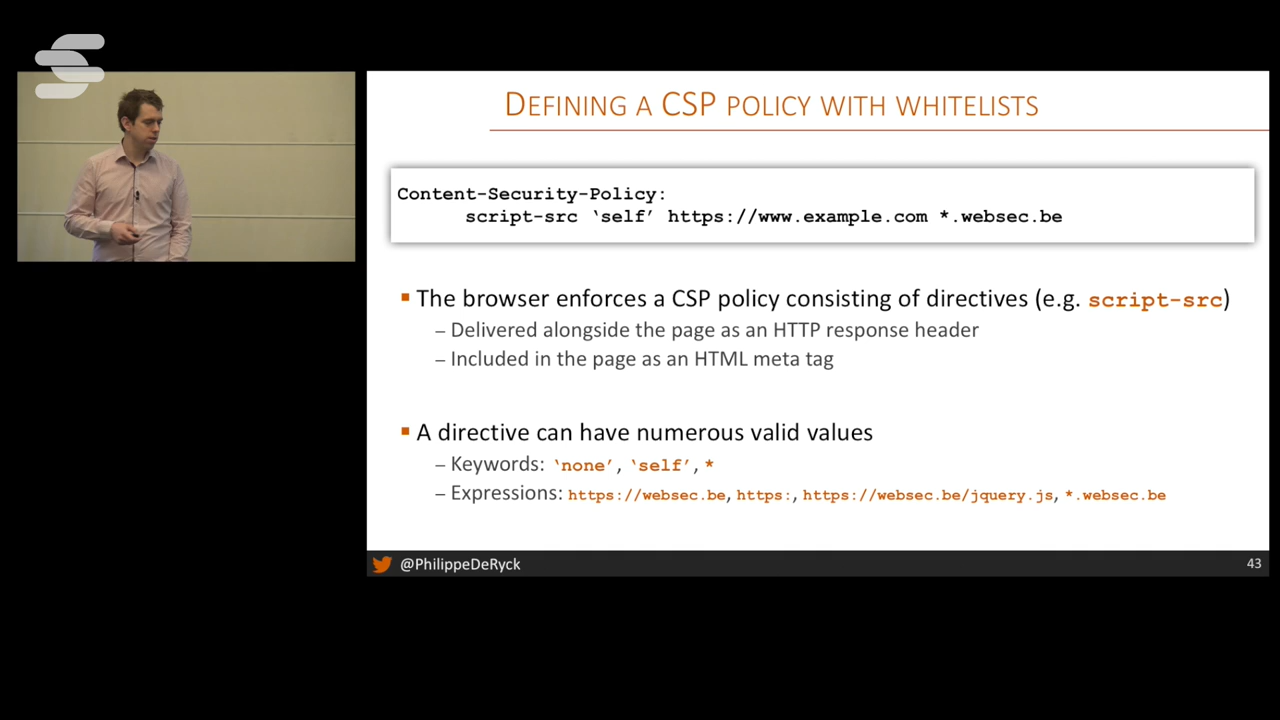 DEFINING A CSP POLICY WITH WHITELISTS
Content-Security-Policy:
script-src ‘self’ https://www.example.com *.websec.be
▪ The browser enforces a CSP policy consisting of directives (e.g. script-src)
– Delivered alongside the page as an HTTP response header
– Included in the page as an HTML meta tag
▪ A directive can have numerous valid values
– Keywords: ‘none’, ‘self’, *
– Expressions: https://websec.be, https:, https://websec.be/jquery.js, *.websec.be
@PhilippeDeRyck
43